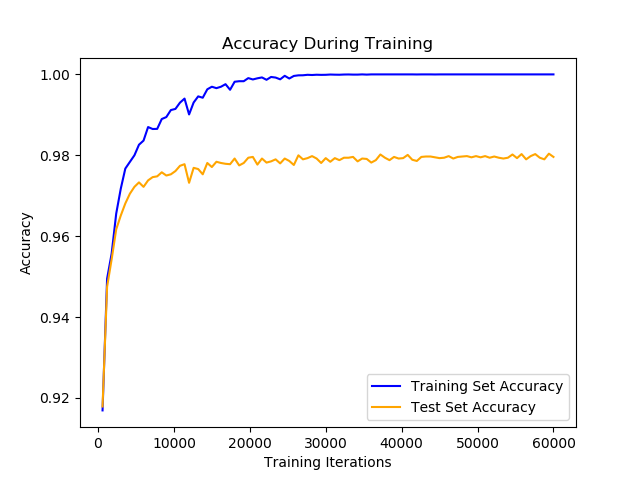 Accuracy During Training
1.00
0.98
0.96
0.94
0.92
Accuracy
Training Set Accuracy
Test Set Accuracy
0 10000 20000 30000 40000 50000 60000
Training Iterations